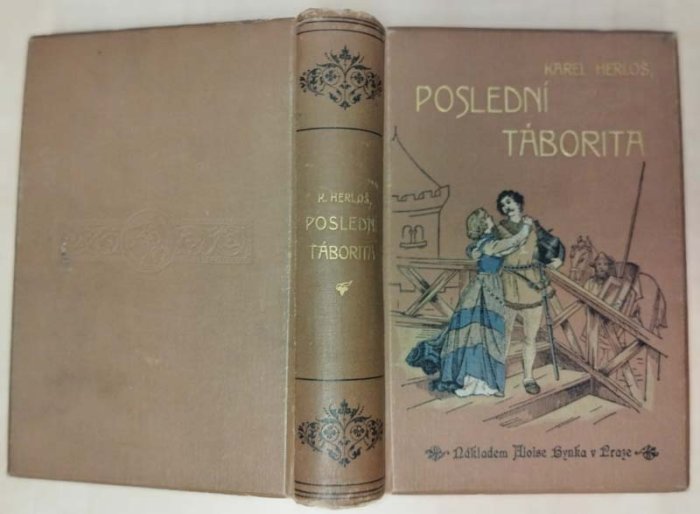 KAREL HERLOŠ,
POSLEDNÍ
TÁBORITA
Nákladem Aloise Hynka v Praze
K. HERLOŠ,
POSLEDNÍ
TÁBORITA